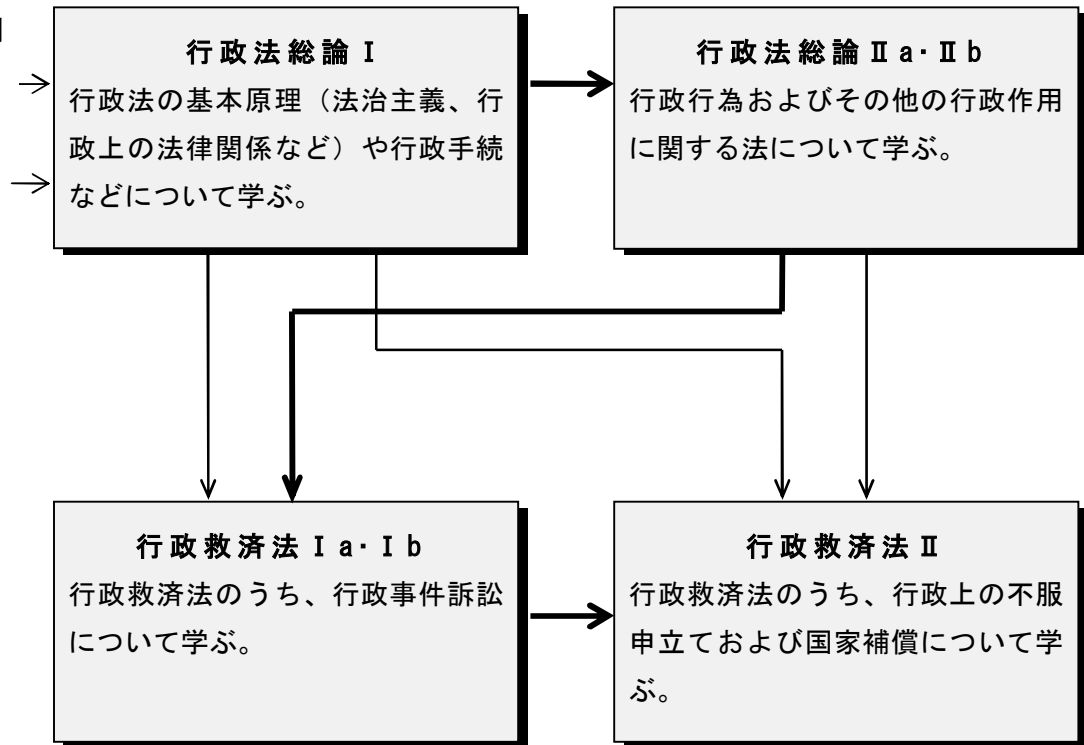 行政法総論Ⅰ
行政法の基本原理（法治主義、行
政上の法律関係など）や行政手続
などについて学ぶ。
行政法総論Ⅱa・Ⅱb
行政行為およびその他の行政作用
に関する法について学ぶ。
行政救済法Ⅰa・Ⅰb
行政救済法のうち、行政事件訴訟
について学ぶ。
行政救済法Ⅱ
行政救済法のうち、行政上の不服
申立ておよび国家補償について学
ぶ。